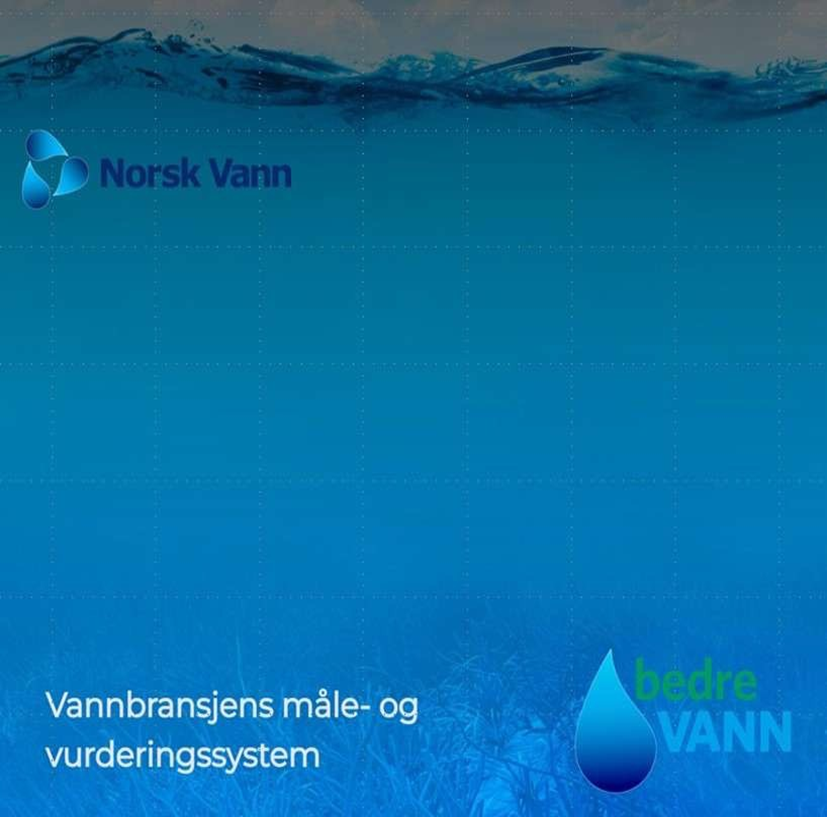 Norsk Vann
Vannbransjens måle- og
vurderingssystem
bedre
VANN